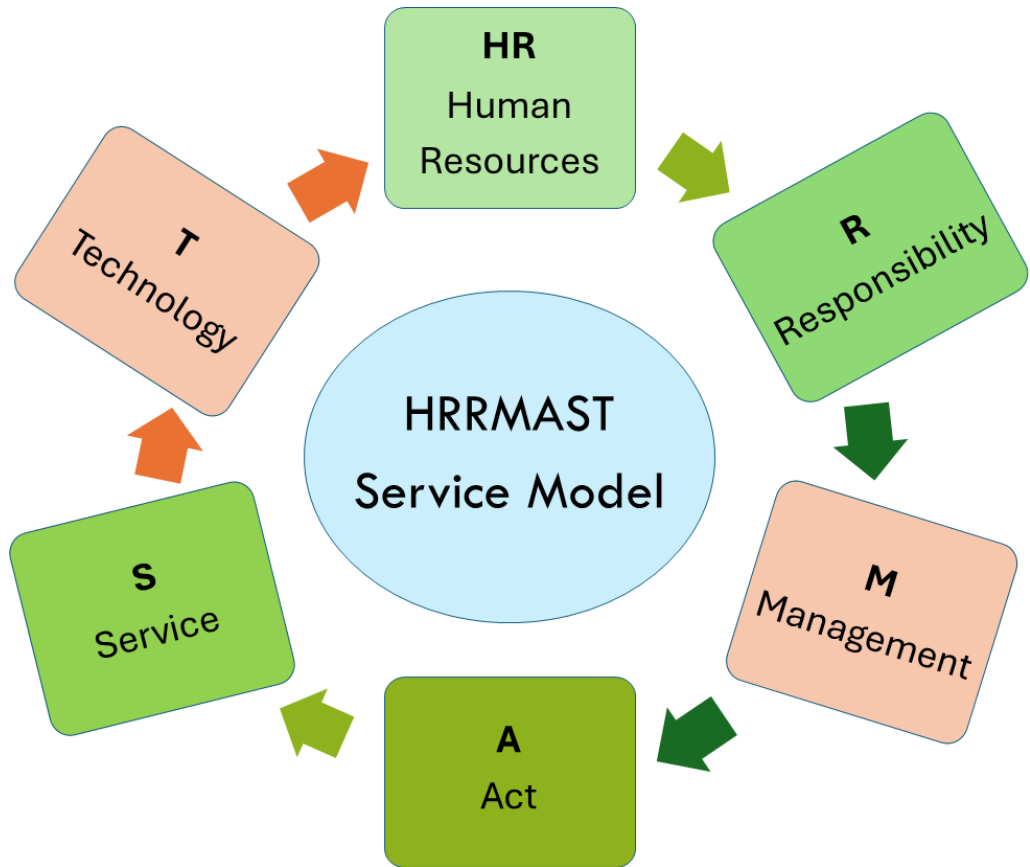 HR
Human
Resources
R
Responsibility
M
Management
A
Act
S
Service
T
Technology
HRRMAST
Service Model